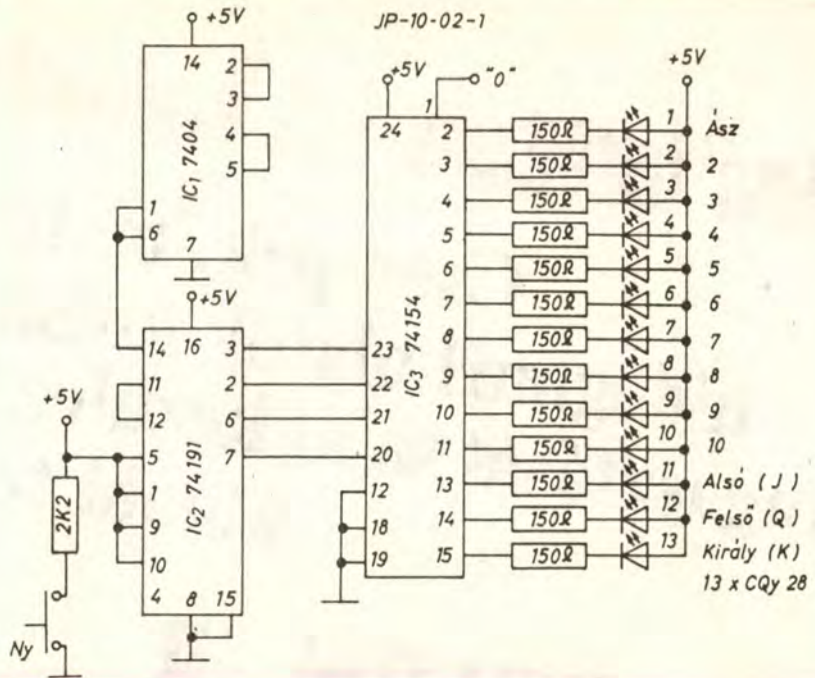 JP-10-02-1
+5V
14
2
3
4
5
IC1 7404
1
6
7
+5V
16
14
11
12
5
1
9
10
4
3
2
6
7
IC2 74191
8 15
+5V
2K2
Ny
+5V
24
1
"0"
IC3 74154
23
22
21
20
12
18
19
2
3
4
5
6
7
8
9
10
11
13
14
15
+5V
150Ω 1 Ász
150Ω 2 2
150Ω 3 3
150Ω 4 4
150Ω 5 5
150Ω 6 6
150Ω 7 7
150Ω 8 8
150Ω 9 9
150Ω 10 10
150Ω 11 Alsó (J)
150Ω 12 Felső (Q)
150Ω 13 Király (K)
13 x CQy 28